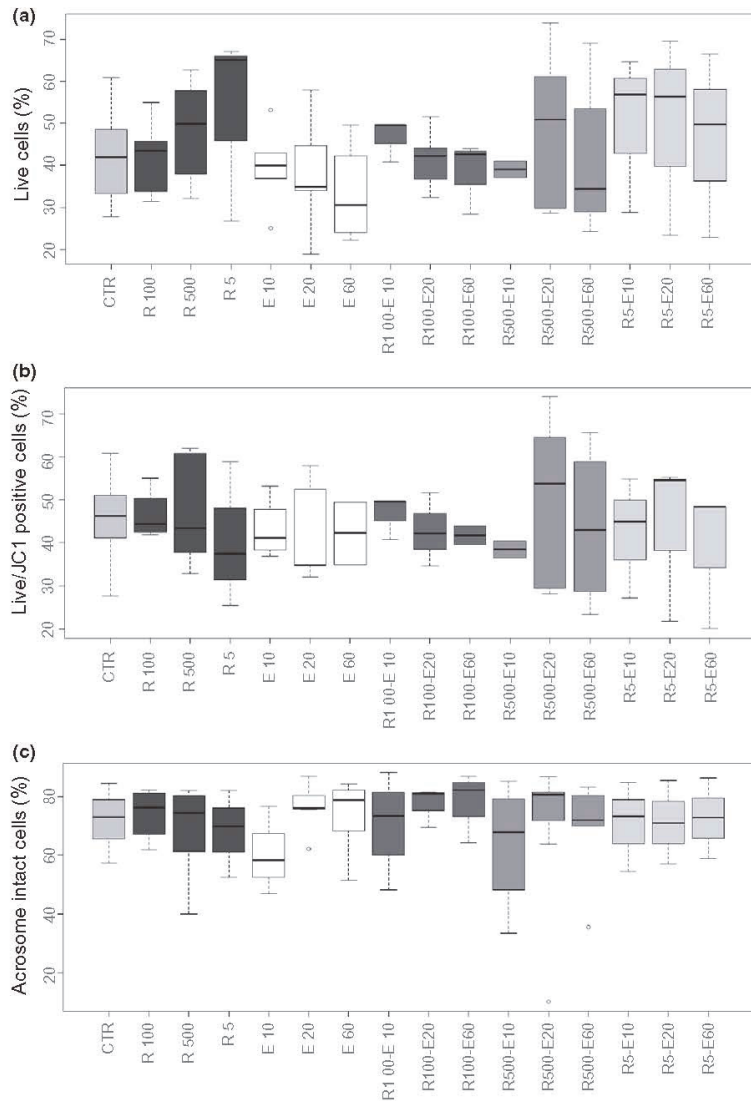 (a)
Live cells (%)
70
60
50
40
30
20
CTR
R 100
R 500
R 5
E 10
E 20
E 60
R1 00-E 10
R100-E20
R100-E60
R500-E10
R500-E20
R500-E60
R5-E10
R5-E20
R5-E60
(b)
Live/JC1 positive cells (%)
70
60
50
40
30
20
CTR
R 100
R 500
R 5
E 10
E 20
E 60
R1 00-E 10
R100-E20
R100-E60
R500-E10
R500-E20
R500-E60
R5-E10
R5-E20
R5-E60
(c)
Acrosome intact cells (%)
80
60
40
20
CTR
R 100
R 500
R 5
E 10
E 20
E 60
R1 00-E 10
R100-E20
R100-E60
R500-E10
R500-E20
R500-E60
R5-E10
R5-E20
R5-E60